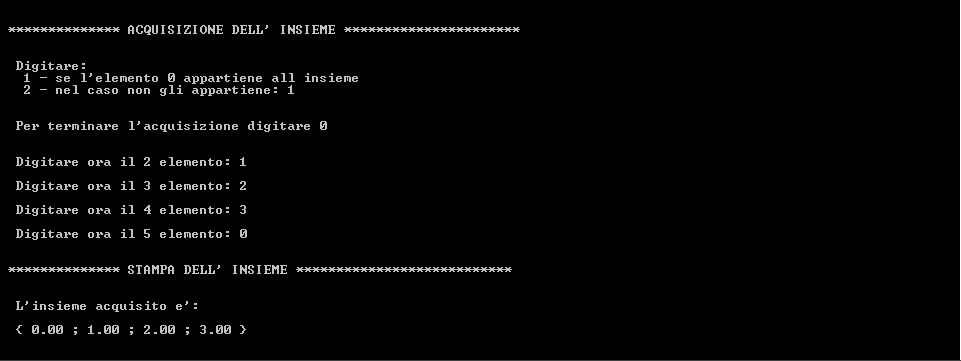 ************** ACQUISIZIONE DELL' INSIEME **********************
Digitare:
1 - se l'elemento 0 appartiene all insieme
2 - nel caso non gli appartiene: 1
Per terminare l'acquisizione digitare 0
Digitare ora il 2 elemento: 1
Digitare ora il 3 elemento: 2
Digitare ora il 4 elemento: 3
Digitare ora il 5 elemento: 0
************** STAMPA DELL' INSIEME ***************************
L'insieme acquisito e':
{ 0.00 ; 1.00 ; 2.00 ; 3.00 }